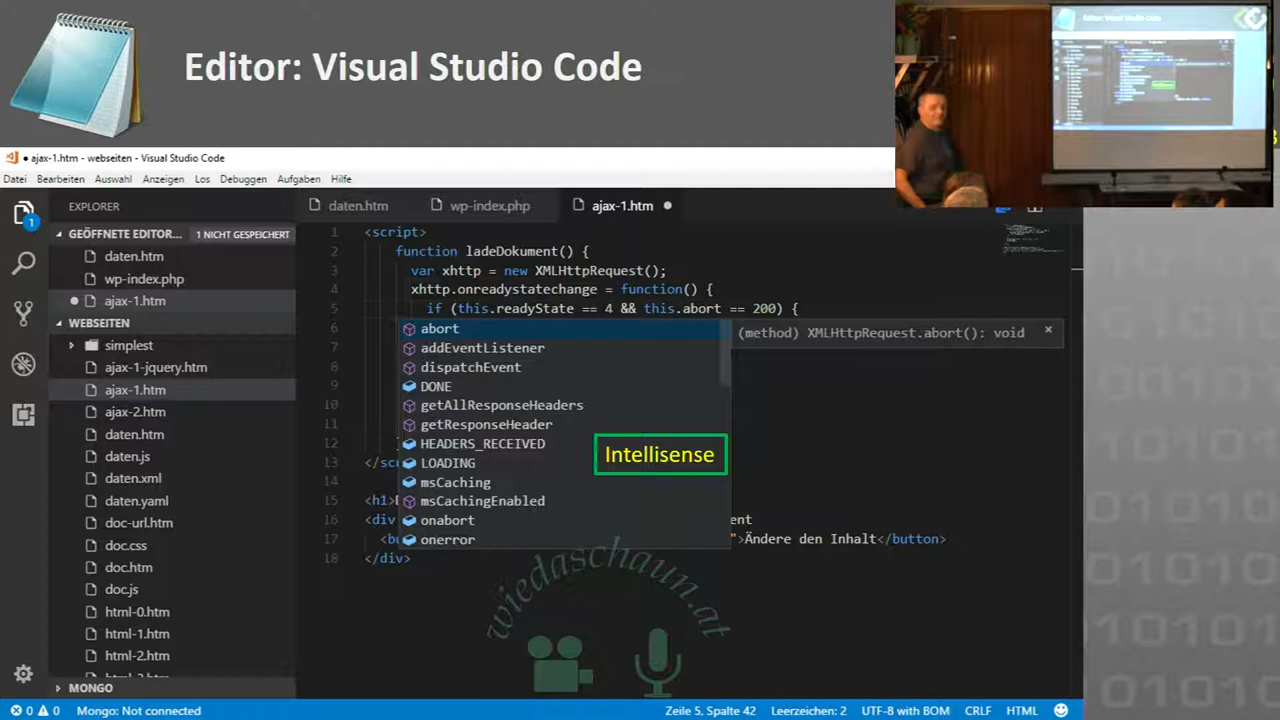 Editor: Visual Studio Code
Editor: Visual Studio Code
● ajax-1.htm - webseiten - Visual Studio Code
Datei Bearbeiten Auswahl Anzeigen Los Debuggen Aufgaben Hilfe
EXPLORER
daten.htm wp-index.php ajax-1.htm ●
GEÖFFNETE EDITOR... 1 NICHT GESPEICHERT
daten.htm
wp-index.php
● ajax-1.htm
WEBSEITEN
simplest
ajax-1-jquery.htm
ajax-1.htm
ajax-2.htm
daten.htm
daten.js
daten.xml
daten.yaml
doc-url.htm
doc.css
doc.htm
doc.js
html-0.htm
html-1.htm
html-2.htm
MONGO
1
1 <script>
2 function ladeDokument() {
3 var xhttp = new XMLHttpRequest();
4 xhttp.onreadystatechange = function() {
5 if (this.readyState == 4 && this.abort == 200) {
6
7
8
9
10
11
12 }
13 </scr
14
15 <h1>
16 <div ent
17 <bu ">Ändere den Inhalt</button>
18 </div>
abort
addEventListener
dispatchEvent
DONE
getAllResponseHeaders
getResponseHeader
HEADERS_RECEIVED
LOADING
msCaching
msCachingEnabled
onabort
onerror
(method) XMLHttpRequest.abort(): void ×
Intellisense
wiedaschaun.at
0 0 Mongo: Not connected Zeile 5, Spalte 42 Leerzeichen: 2 UTF-8 with BOM CRLF HTML